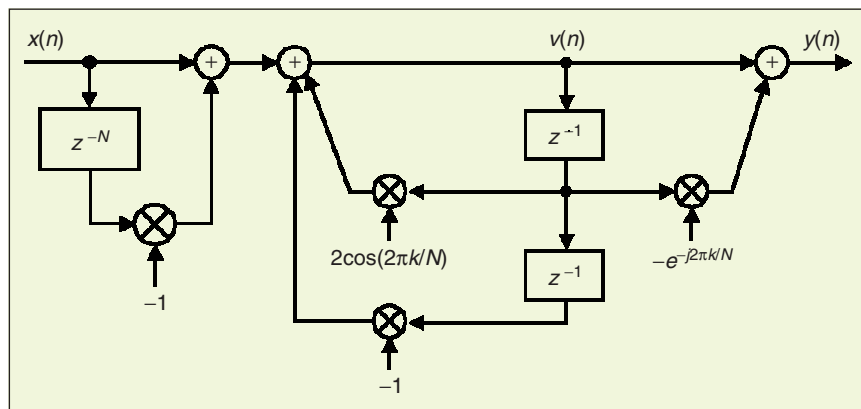 x(n) v(n) y(n)
+ + +
z⁻ᴺ
z⁻¹
2cos(2πk/N)
−e^{−j2πk/N}
z⁻¹
−1
−1